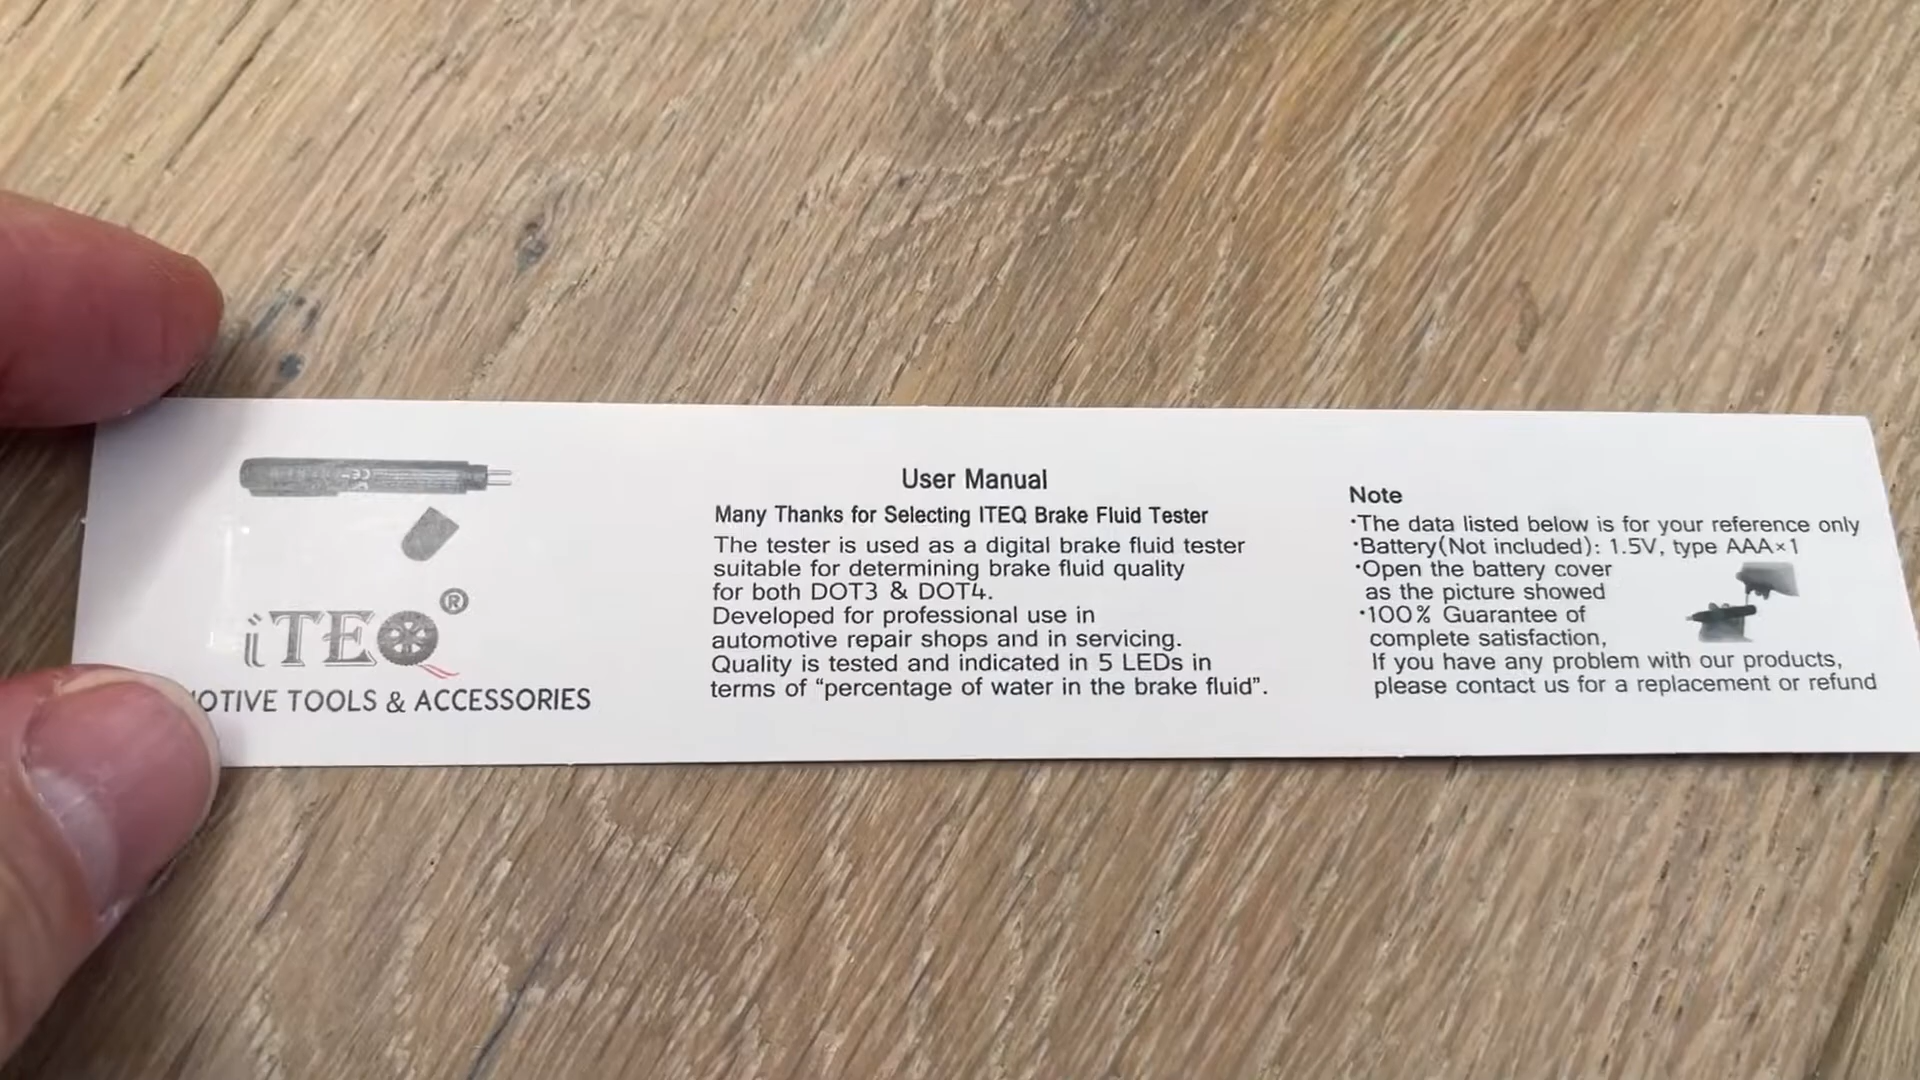 iTEQ®
OTIVE TOOLS & ACCESSORIES
User Manual
Many Thanks for Selecting ITEQ Brake Fluid Tester
The tester is used as a digital brake fluid tester
suitable for determining brake fluid quality
for both DOT3 & DOT4.
Developed for professional use in
automotive repair shops and in servicing.
Quality is tested and indicated in 5 LEDs in
terms of “percentage of water in the brake fluid”.
Note
·The data listed below is for your reference only
·Battery(Not included): 1.5V, type AAA×1
·Open the battery cover
as the picture showed
·100% Guarantee of
complete satisfaction,
If you have any problem with our products,
please contact us for a replacement or refund